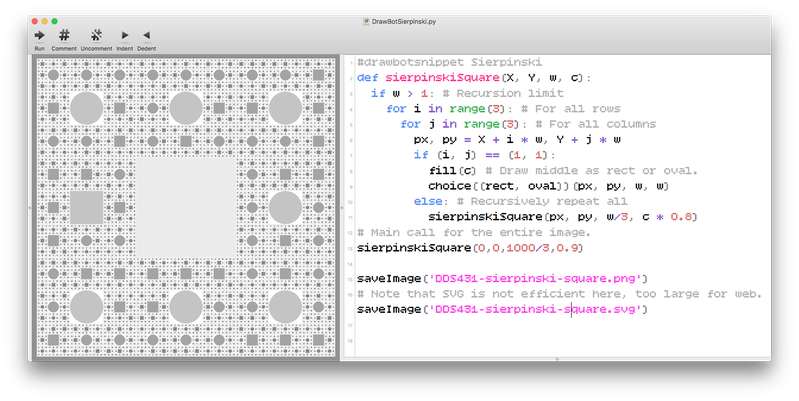 DrawBotSierpinski.py
Run Comment Uncomment Indent Dedent
1 #drawbotsnippet Sierpinski
2 def sierpinskiSquare(X, Y, w, c):
3 if w > 1: # Recursion limit
4 for i in range(3): # For all rows
5 for j in range(3): # For all columns
6 px, py = X + i * w, Y + j * w
7 if (i, j) == (1, 1):
8 fill(c) # Draw middle as rect or oval.
9 choice((rect, oval))(px, py, w, w)
10 else: # Recursively repeat all
11 sierpinskiSquare(px, py, w/3, c * 0.8)
12 # Main call for the entire image.
13 sierpinskiSquare(0,0,1000/3,0.9)
14
15 saveImage('DDS431-sierpinski-square.png')
16 # Note that SVG is not efficient here, too large for web.
17 saveImage('DDS431-sierpinski-square.svg')
18